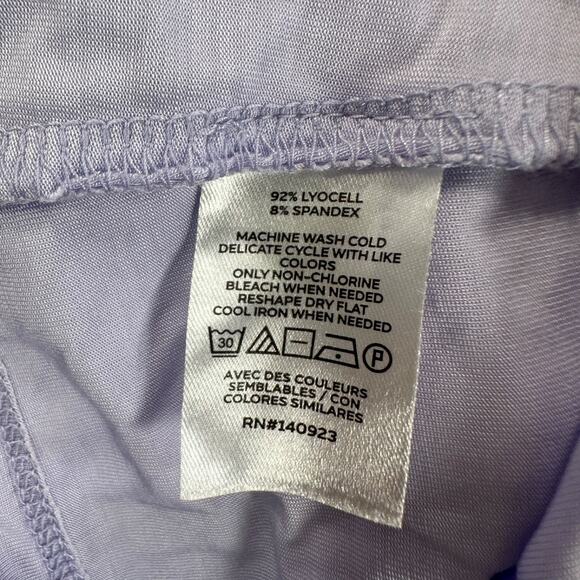 92% LYOCELL
8% SPANDEX
MACHINE WASH COLD
DELICATE CYCLE WITH LIKE
COLORS
ONLY NON-CHLORINE
BLEACH WHEN NEEDED
RESHAPE DRY FLAT
COOL IRON WHEN NEEDED
30 P
AVEC DES COULEURS
SEMBLABLES / CON
COLORES SIMILARES
RN#140923